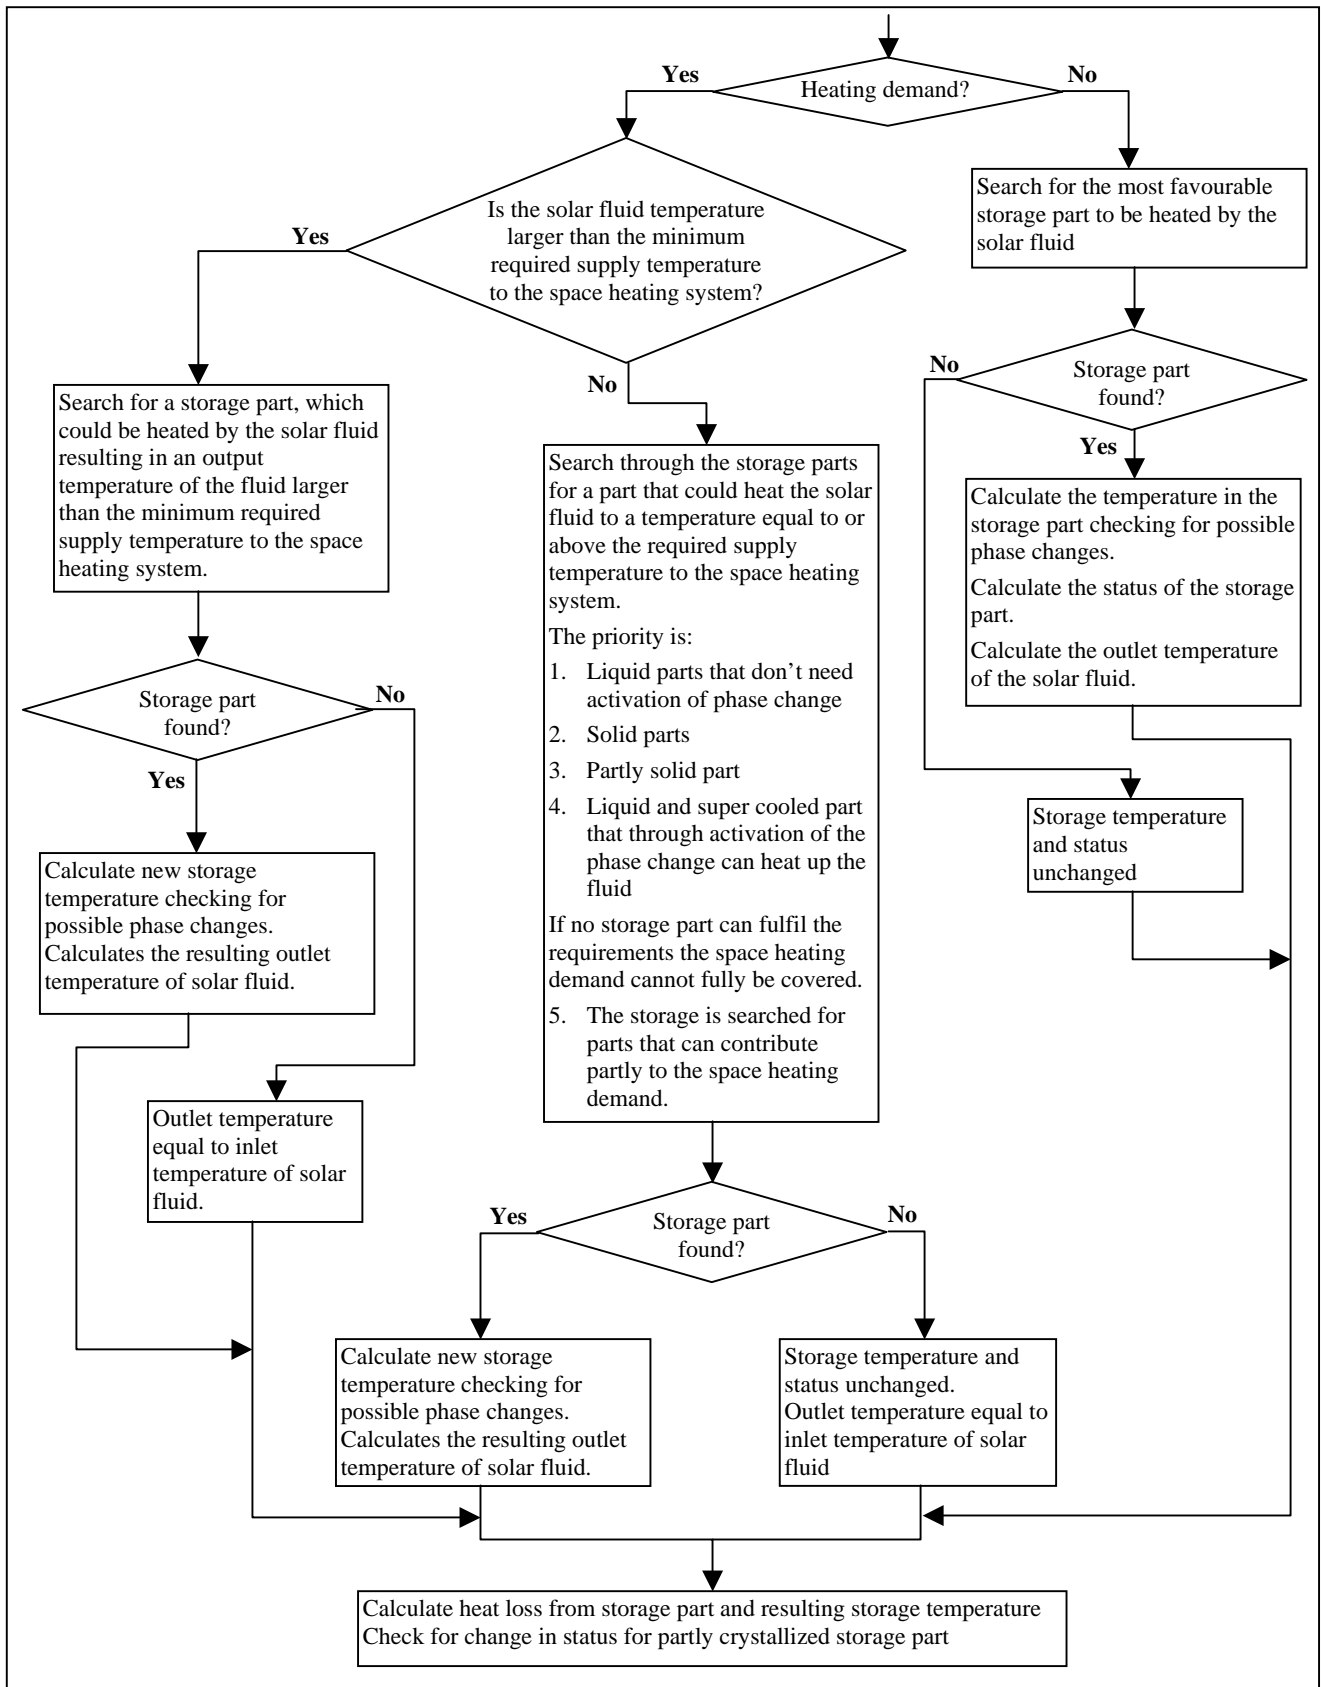 Heating demand?
Yes
No
Is the solar fluid temperature
larger than the minimum
required supply temperature
to the space heating system?
Yes
No
Search for the most favourable
storage part to be heated by the
solar fluid
Storage part
found?
No
Yes
Search for a storage part, which
could be heated by the solar fluid
resulting in an output
temperature of the fluid larger
than the minimum required
supply temperature to the space
heating system.
Search through the storage parts
for a part that could heat the solar
fluid to a temperature equal to or
above the required supply
temperature to the space heating
system.
The priority is:
1. Liquid parts that don’t need
activation of phase change
2. Solid parts
3. Partly solid part
4. Liquid and super cooled part
that through activation of the
phase change can heat up the
fluid
If no storage part can fulfil the
requirements the space heating
demand cannot fully be covered.
5. The storage is searched for
parts that can contribute
partly to the space heating
demand.
Calculate the temperature in the
storage part checking for possible
phase changes.
Calculate the status of the storage
part.
Calculate the outlet temperature
of the solar fluid.
Storage part
found?
No
Yes
Storage temperature
and status
unchanged
Calculate new storage
temperature checking for
possible phase changes.
Calculates the resulting outlet
temperature of solar fluid.
Outlet temperature
equal to inlet
temperature of solar
fluid.
Storage part
found?
Yes
No
Calculate new storage
temperature checking for
possible phase changes.
Calculates the resulting outlet
temperature of solar fluid.
Storage temperature and
status unchanged.
Outlet temperature equal to
inlet temperature of solar
fluid
Calculate heat loss from storage part and resulting storage temperature
Check for change in status for partly crystallized storage part